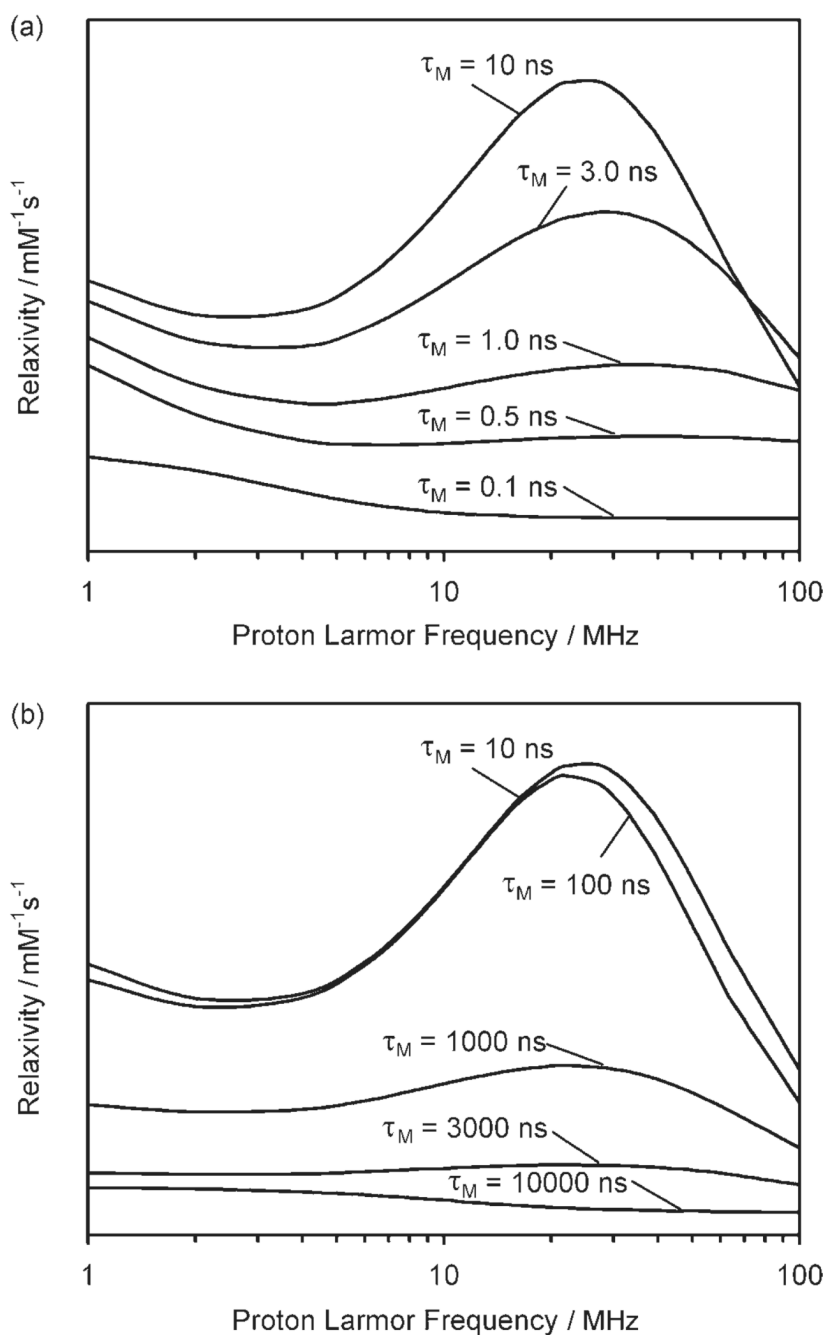 (a)
τM = 10 ns
τM = 3.0 ns
τM = 1.0 ns
τM = 0.5 ns
τM = 0.1 ns
Relaxivity / mM-1s-1
1 10 100
Proton Larmor Frequency / MHz
(b)
τM = 10 ns
τM = 100 ns
τM = 1000 ns
τM = 3000 ns
τM = 10000 ns
Relaxivity / mM-1s-1
1 10 100
Proton Larmor Frequency / MHz